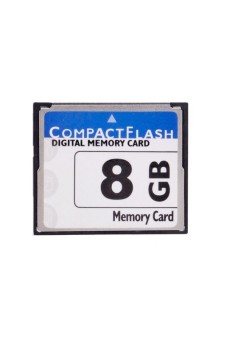 COMPACTFLASH
DIGITAL MEMORY CARD
8 GB
Memory Card